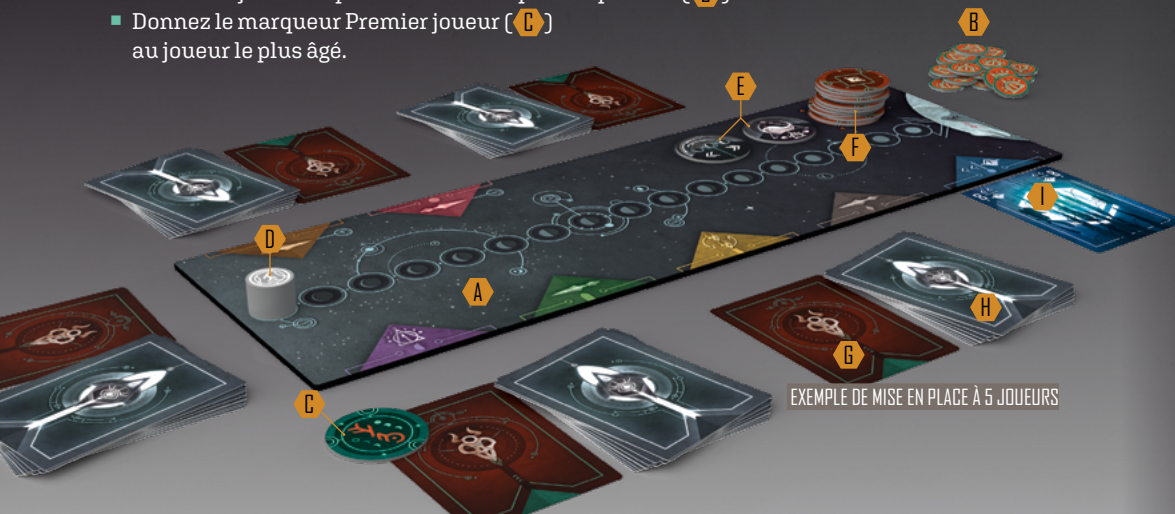 Donnez le marqueur Premier joueur (C)
au joueur le plus âgé.
B
E
F
I
D
A
H
G
EXEMPLE DE MISE EN PLACE À 5 JOUEURS
C